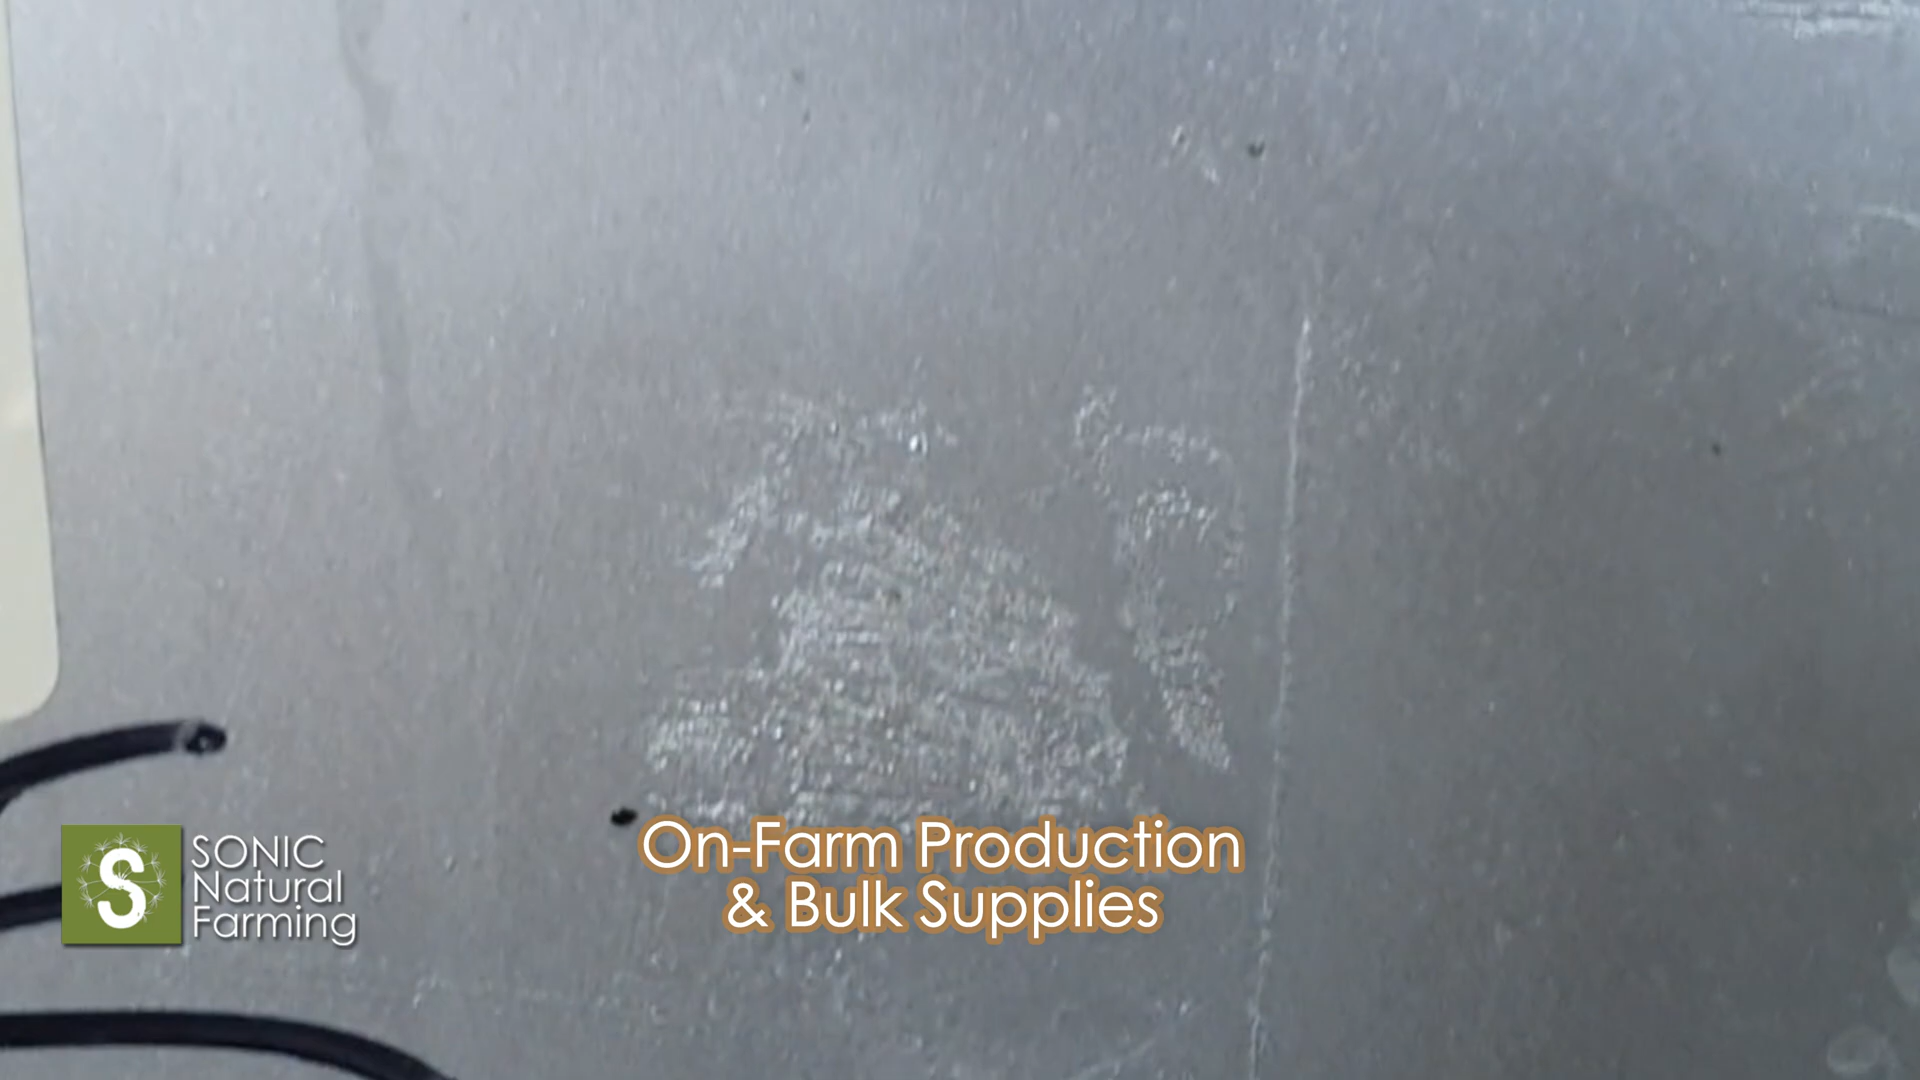 On-Farm Production
& Bulk Supplies
S
SONIC
Natural
Farming